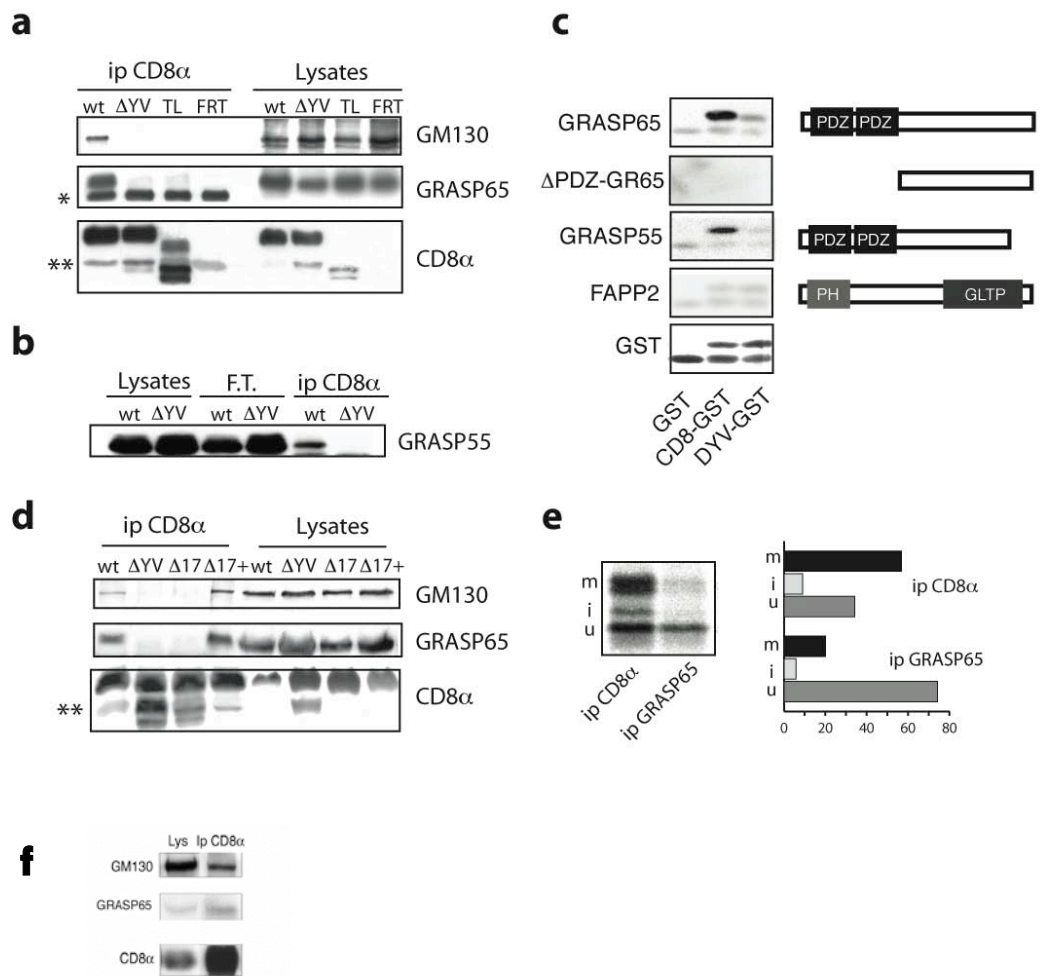 a
ip CD8α Lysates
wt ΔYV TL FRT wt ΔYV TL FRT
GM130
GRASP65
*
CD8α
**
b
Lysates F.T. ip CD8α
wt ΔYV wt ΔYV wt ΔYV
GRASP55
c
GRASP65 PDZ PDZ
ΔPDZ-GR65
GRASP55 PDZ PDZ
FAPP2 PH GLTP
GST
GST
CD8-GST
DYV-GST
d
ip CD8α Lysates
wt ΔYV Δ17 Δ17+ wt ΔYV Δ17 Δ17+
GM130
GRASP65
CD8α
**
e
m
i
u
ip CD8α
ip GRASP65
m
i ip CD8α
u
m
i ip GRASP65
u
0 20 40 60 80
f
Lys Ip CD8α
GM130
GRASP65
CD8α